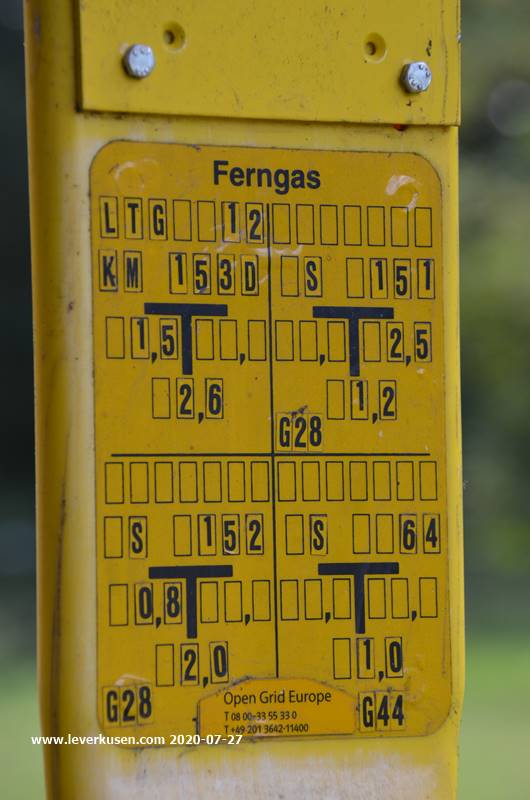 Ferngas
LTG 12
KM 153D S 151
1,5 , , 2,5
2,6 1,2
G28
S 152 S 64
0,8 , , ,
2,0 1,0
G28 G44
Open Grid Europe
T 08 00-33 55 33 0
T +49 201 3642-11400
www.leverkusen.com 2020-07-27